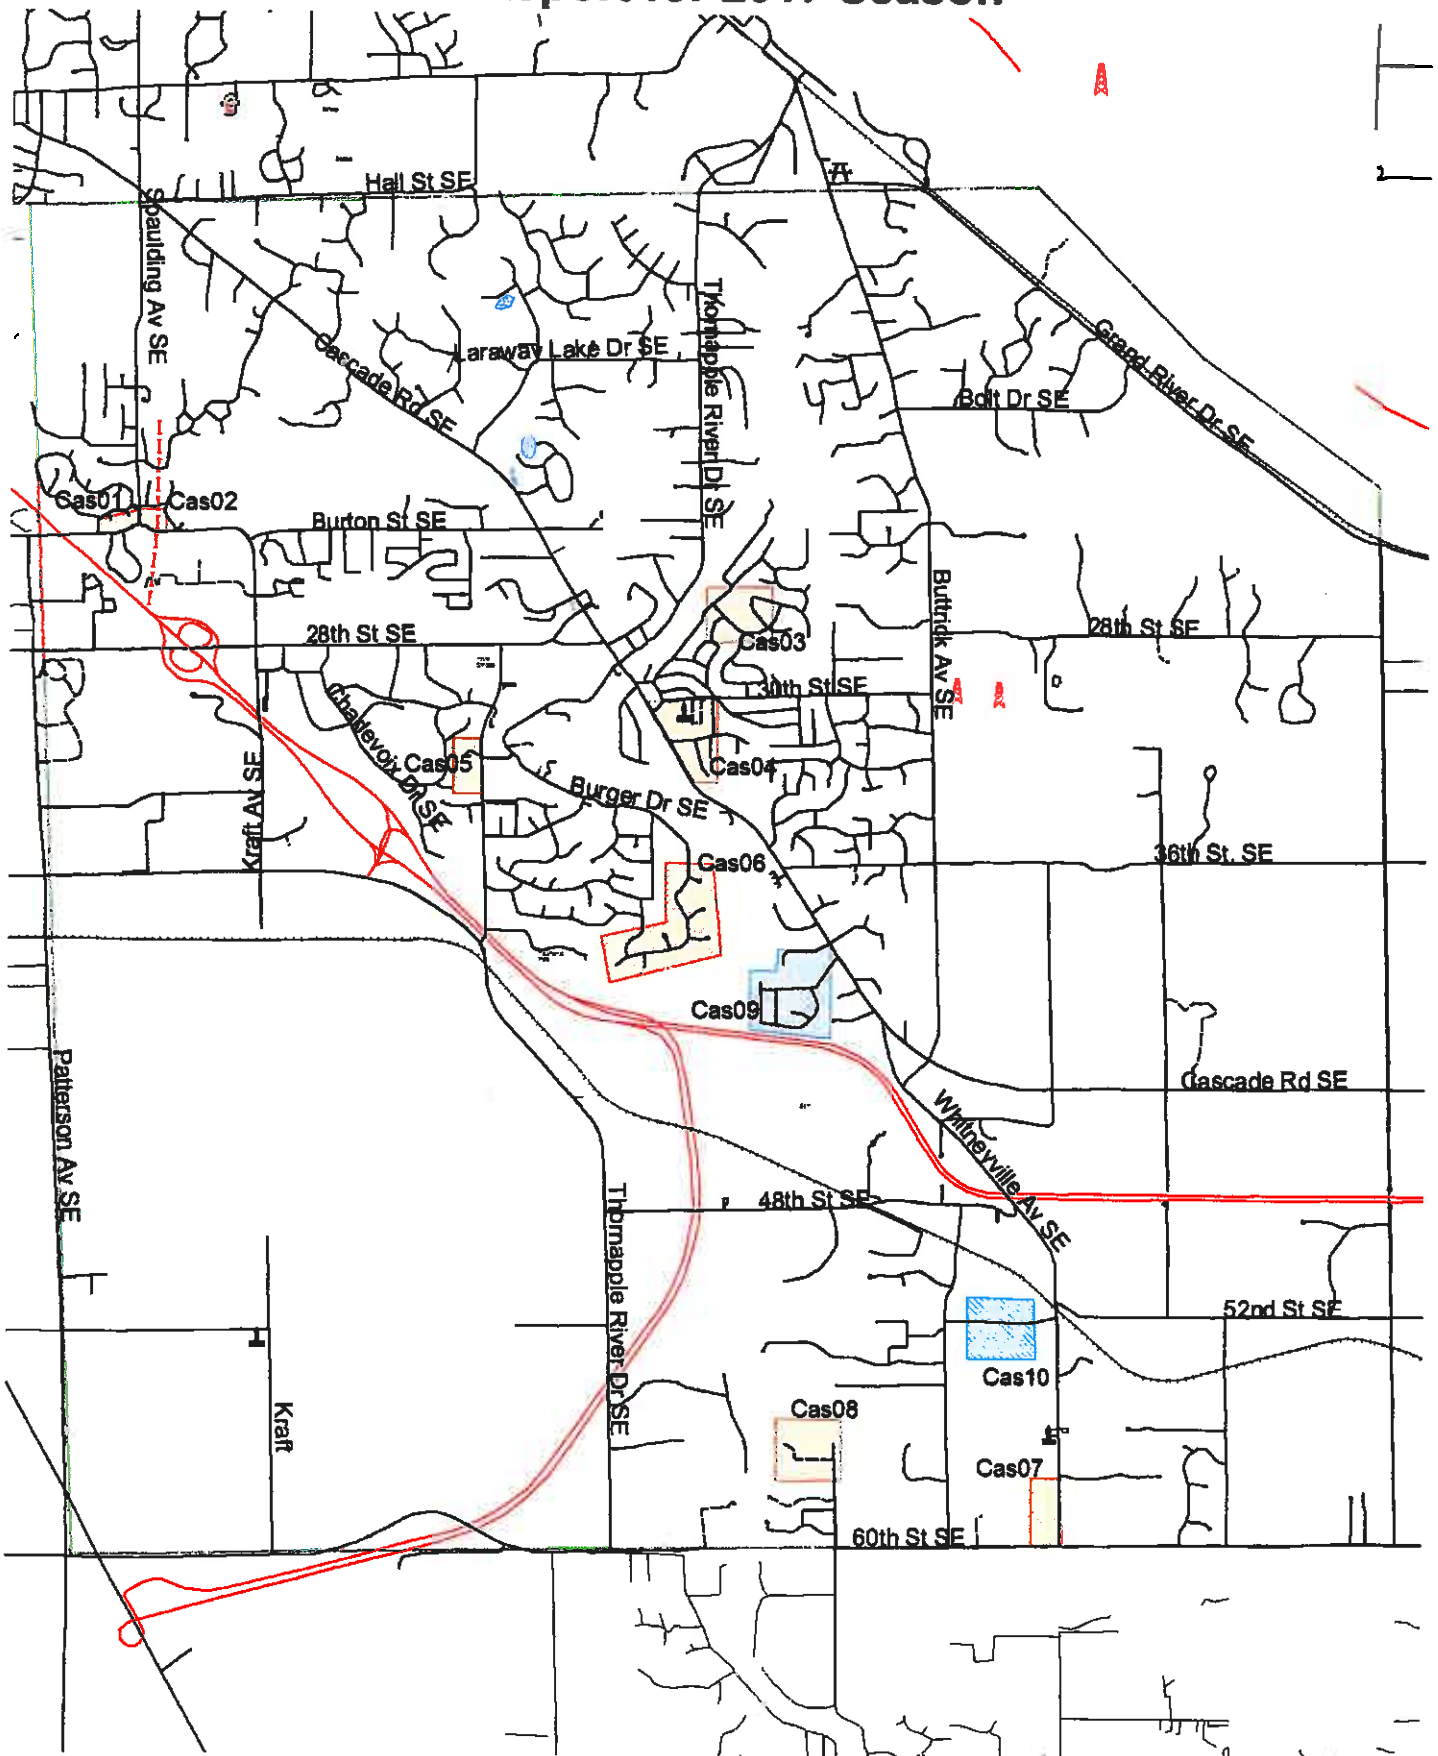 2017 Season
Hall St SE
Spaulding Av SE
Thornapple River Dr SE
Laraway Lake Dr SE
Cascade Rd SE
Grand River Dr SE
Bolt Dr SE
Cas01
Cas02
Burton St SE
Buttrick Av SE
28th St SE
28th St SE
Cas03
30th St SE
Charlevoix Dr SE
Cas05
Cas04
Burger Dr SE
Kraft Av SE
36th St. SE
Cas06
Cas09
Patterson Av SE
Cascade Rd SE
Whitneyville Av SE
48th St SE
Thornapple River Dr SE
52nd St SE
Cas10
Kraft
Cas08
Cas07
60th St SE